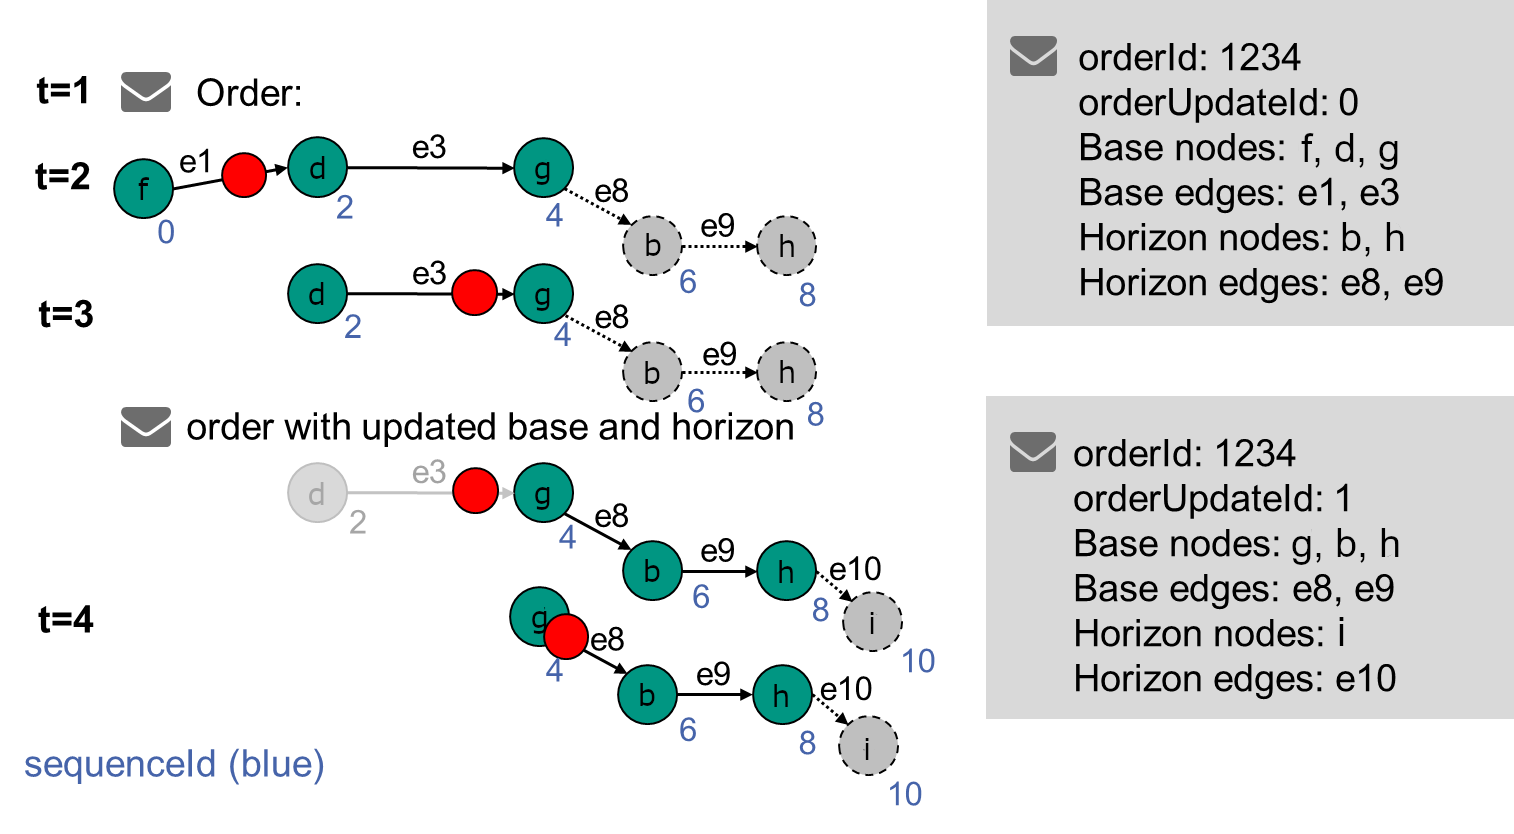 t=1
Order:
t=2
f
e1
d
e3
g
0
2
4
e8
b
e9
h
6
8
t=3
d
e3
g
2
4
e8
b
e9
h
6
8
order with updated base and horizon
d
e3
g
2
4
e8
b
e9
h
e10
6
8
i
10
t=4
g
e8
4
b
e9
h
e10
6
8
i
10
sequenceId (blue)
orderId: 1234
orderUpdateId: 0
Base nodes: f, d, g
Base edges: e1, e3
Horizon nodes: b, h
Horizon edges: e8, e9
orderId: 1234
orderUpdateId: 1
Base nodes: g, b, h
Base edges: e8, e9
Horizon nodes: i
Horizon edges: e10